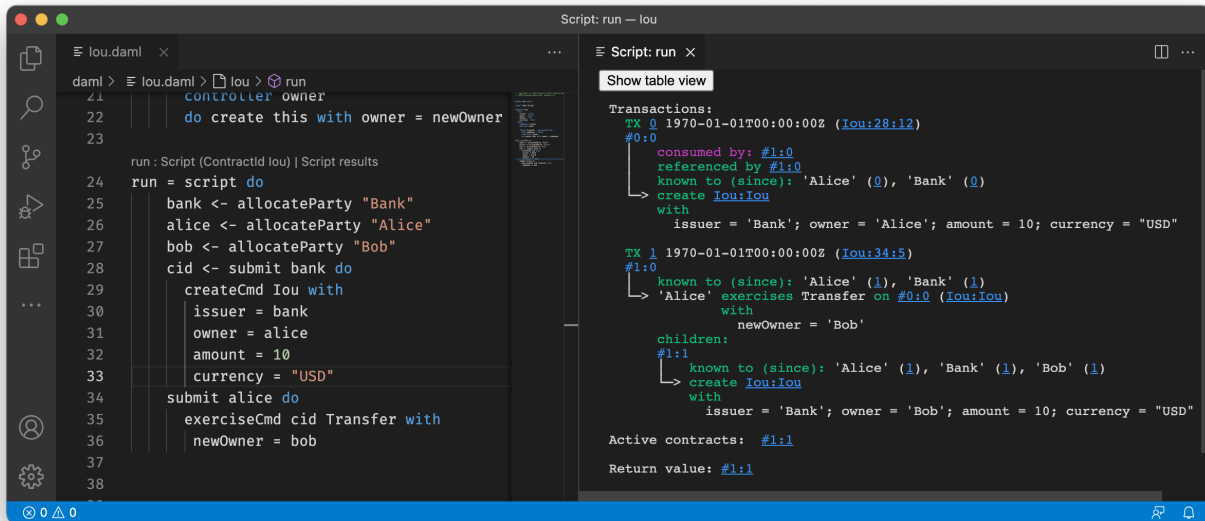 Script: run — Iou
Iou.daml
daml > Iou.daml > Iou > run
21 controller owner
22 do create this with owner = newOwner
23
run : Script (ContractId Iou) | Script results
24 run = script do
25 bank <- allocateParty "Bank"
26 alice <- allocateParty "Alice"
27 bob <- allocateParty "Bob"
28 cid <- submit bank do
29 createCmd Iou with
30 issuer = bank
31 owner = alice
32 amount = 10
33 currency = "USD"
34 submit alice do
35 exerciseCmd cid Transfer with
36 newOwner = bob
37
38
Script: run
Show table view
Transactions:
TX 0 1970-01-01T00:00:00Z (Iou:28:12)
#0:0
consumed by: #1:0
referenced by #1:0
known to (since): 'Alice' (0), 'Bank' (0)
create Iou:Iou
with
issuer = 'Bank'; owner = 'Alice'; amount = 10; currency = "USD"
TX 1 1970-01-01T00:00:00Z (Iou:34:5)
#1:0
known to (since): 'Alice' (1), 'Bank' (1)
'Alice' exercises Transfer on #0:0 (Iou:Iou)
with
newOwner = 'Bob'
children:
#1:1
known to (since): 'Alice' (1), 'Bank' (1), 'Bob' (1)
create Iou:Iou
with
issuer = 'Bank'; owner = 'Bob'; amount = 10; currency = "USD"
Active contracts: #1:1
Return value: #1:1
0 0